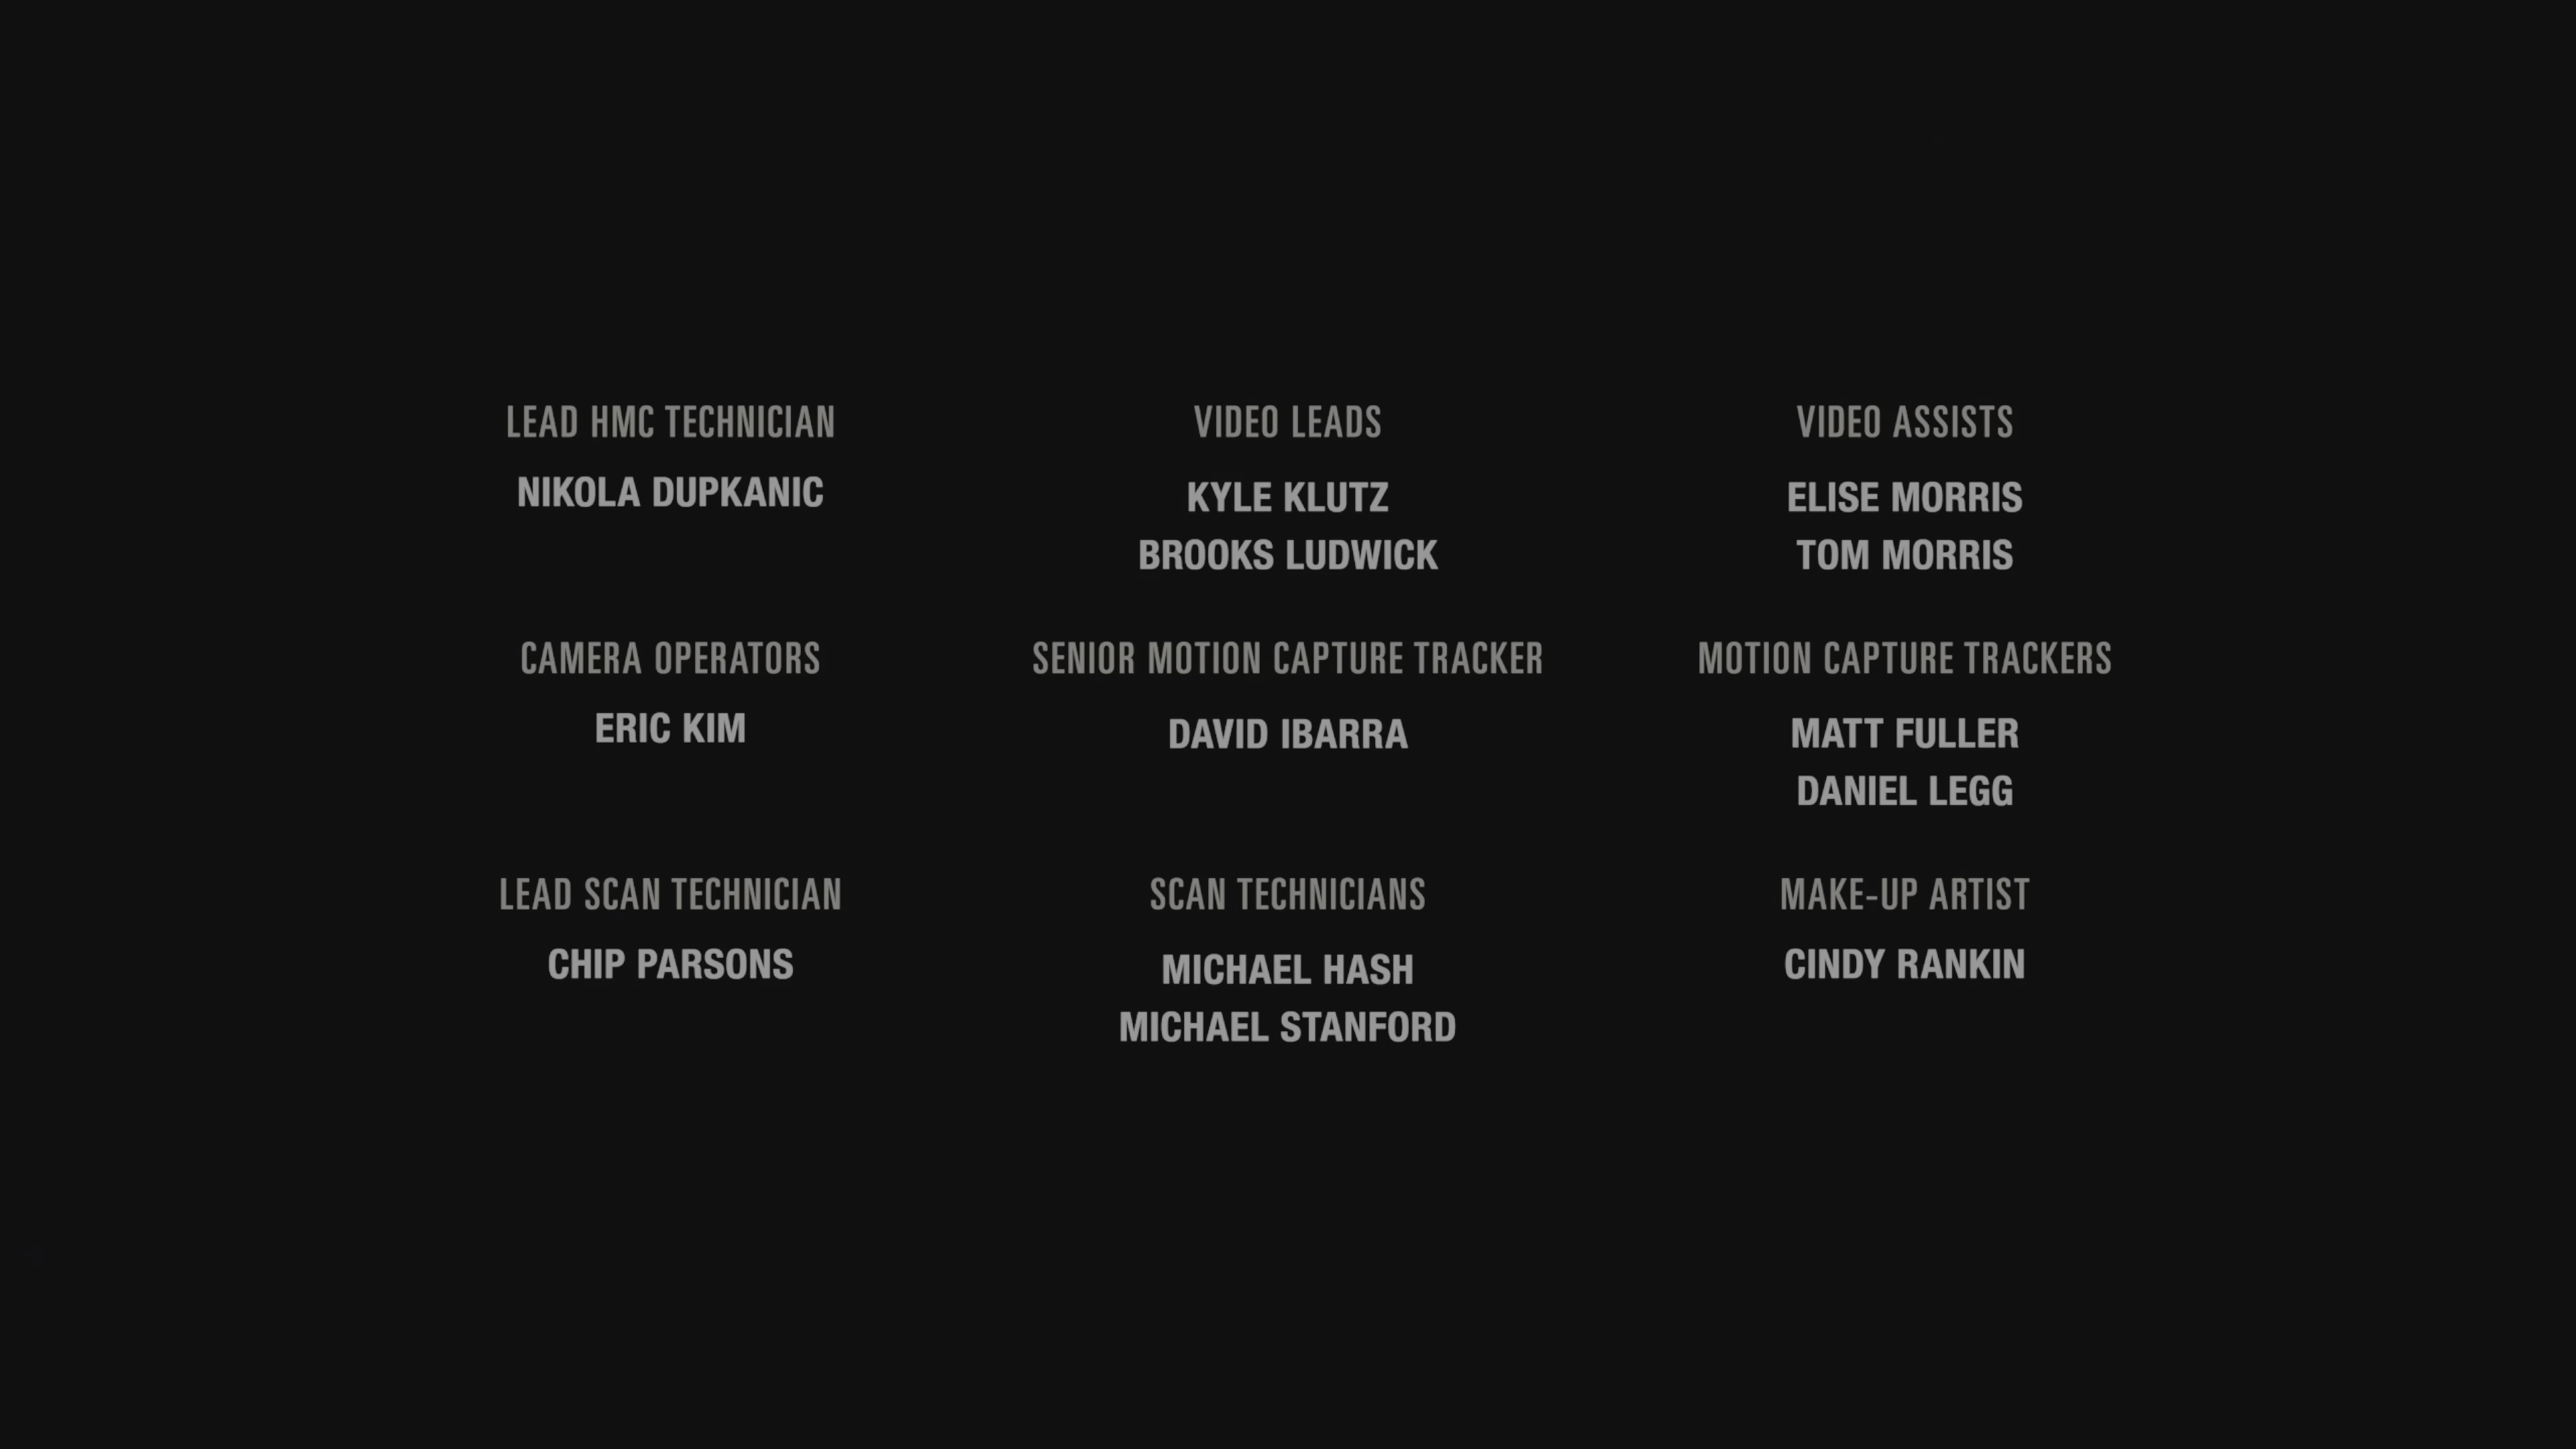 LEAD HMC TECHNICIAN
NIKOLA DUPKANIC
VIDEO LEADS
KYLE KLUTZ
BROOKS LUDWICK
VIDEO ASSISTS
ELISE MORRIS
TOM MORRIS
CAMERA OPERATORS
ERIC KIM
SENIOR MOTION CAPTURE TRACKER
DAVID IBARRA
MOTION CAPTURE TRACKERS
MATT FULLER
DANIEL LEGG
LEAD SCAN TECHNICIAN
CHIP PARSONS
SCAN TECHNICIANS
MICHAEL HASH
MICHAEL STANFORD
MAKE-UP ARTIST
CINDY RANKIN